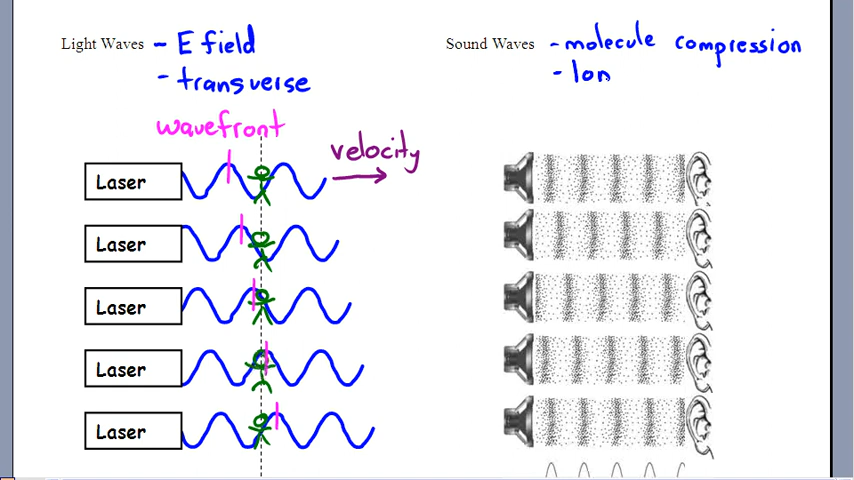 Light Waves - E field
- transverse
Sound Waves - molecule compression
- lon
wavefront
velocity
Laser
Laser
Laser
Laser
Laser